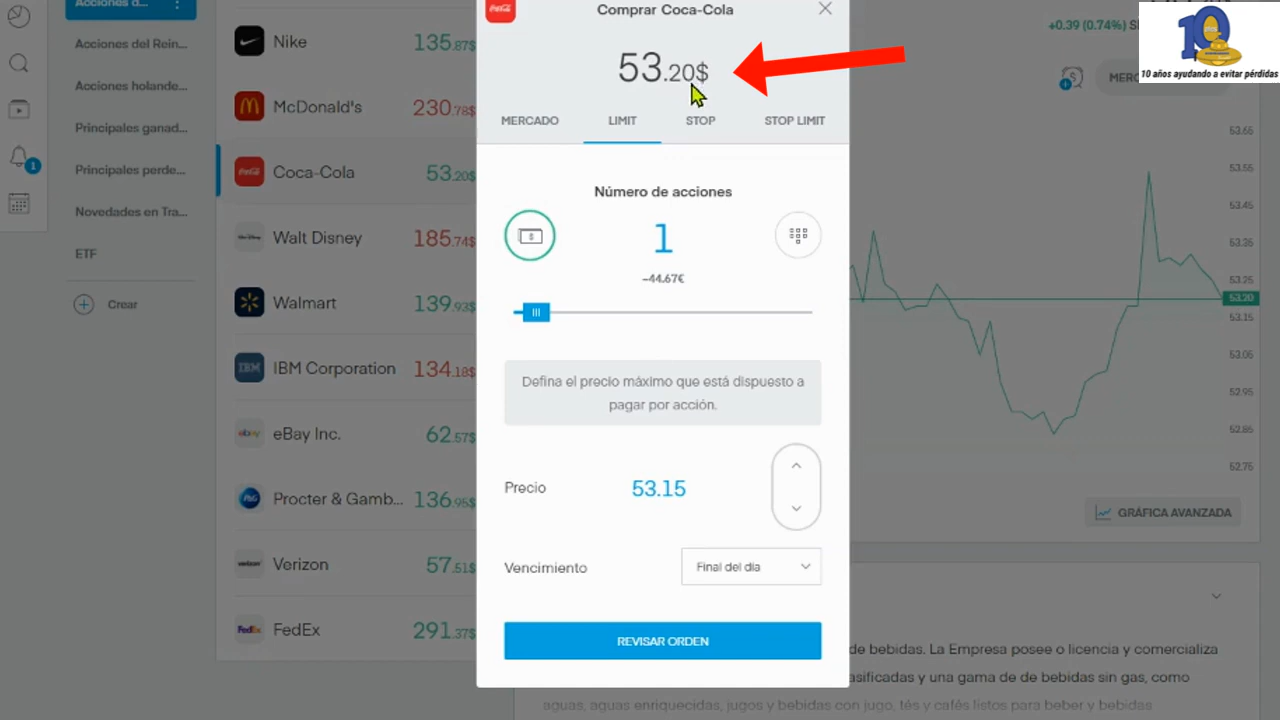 Acciones d...
Acciones del Rein...
Acciones holande...
Principales ganad...
Principales perde...
Novedades en Tra...
ETF
Crear
1
Nike 135.87$
McDonald's 230.78$
Coca-Cola 53.20$
Walt Disney 185.74$
Walmart 139.93$
IBM Corporation 134.18$
eBay Inc. 62.57$
Procter & Gamb... 136.95$
Verizon 57.51$
FedEx 291.37$
Comprar Coca-Cola
53.20$
MERCADO LIMIT STOP STOP LIMIT
Número de acciones
1
−44.67€
Defina el precio máximo que está dispuesto a
pagar por acción.
Precio 53.15
Vencimiento Final del día
REVISAR ORDEN
+0.39 (0.74%)
10 años ayudando a evitar pérdidas
53.65
53.55
53.45
53.35
53.25
53.20
53.15
53.05
52.95
52.85
52.75
GRÁFICA AVANZADA
de bebidas. La Empresa posee o licencia y comercializa
asificadas y una gama de de bebidas sin gas, como
aguas, aguas enriquecidas, jugos y bebidas con jugo, tés y cafés listos para beber y bebidas